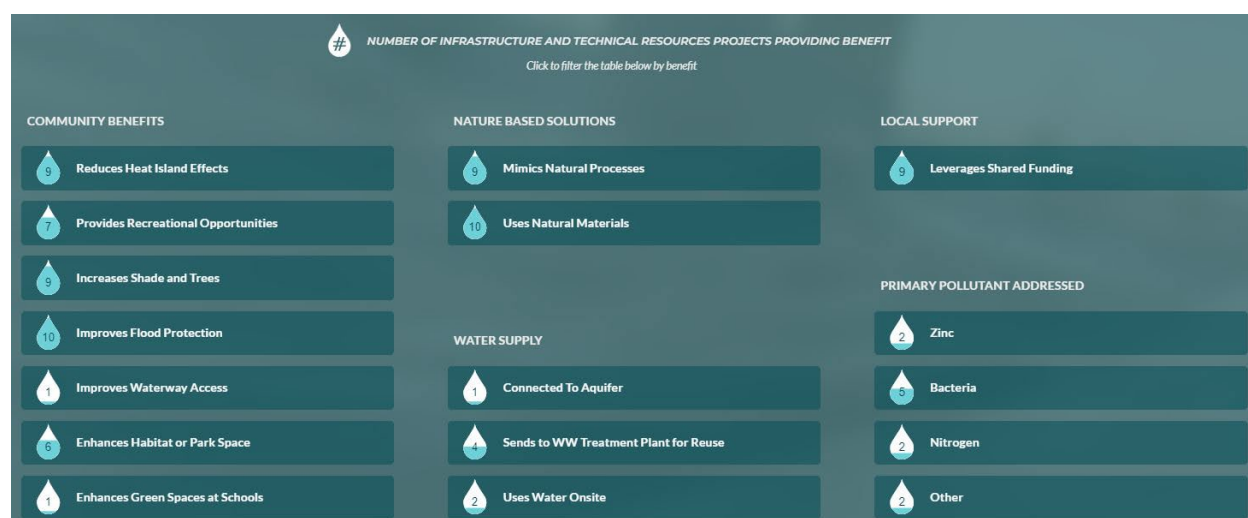 # NUMBER OF INFRASTRUCTURE AND TECHNICAL RESOURCES PROJECTS PROVIDING BENEFIT
Click to filter the table below by benefit
COMMUNITY BENEFITS
9 Reduces Heat Island Effects
7 Provides Recreational Opportunities
9 Increases Shade and Trees
10 Improves Flood Protection
1 Improves Waterway Access
6 Enhances Habitat or Park Space
1 Enhances Green Spaces at Schools
NATURE BASED SOLUTIONS
9 Mimics Natural Processes
10 Uses Natural Materials
WATER SUPPLY
1 Connected To Aquifer
4 Sends to WW Treatment Plant for Reuse
2 Uses Water Onsite
LOCAL SUPPORT
9 Leverages Shared Funding
PRIMARY POLLUTANT ADDRESSED
2 Zinc
5 Bacteria
2 Nitrogen
2 Other